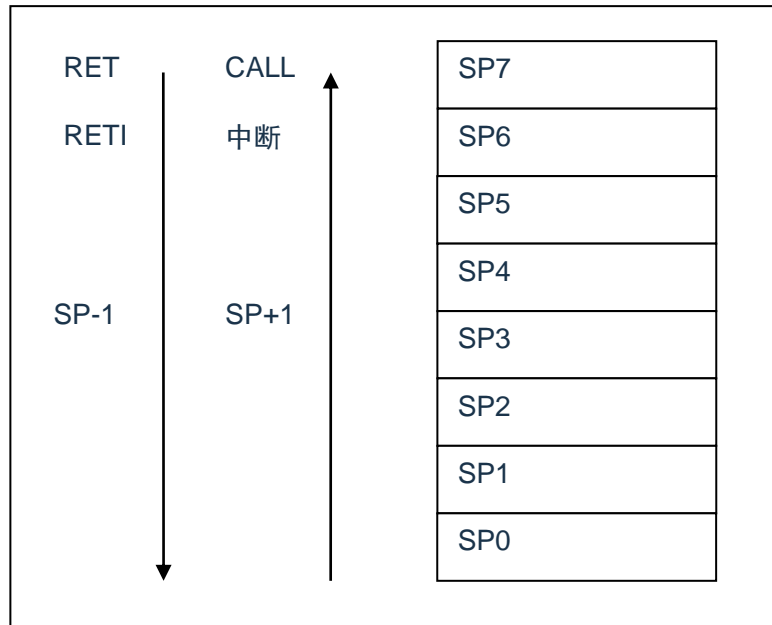 RET CALL SP7
RETI 中断 SP6
SP5
SP4
SP-1 SP+1 SP3
SP2
SP1
SP0